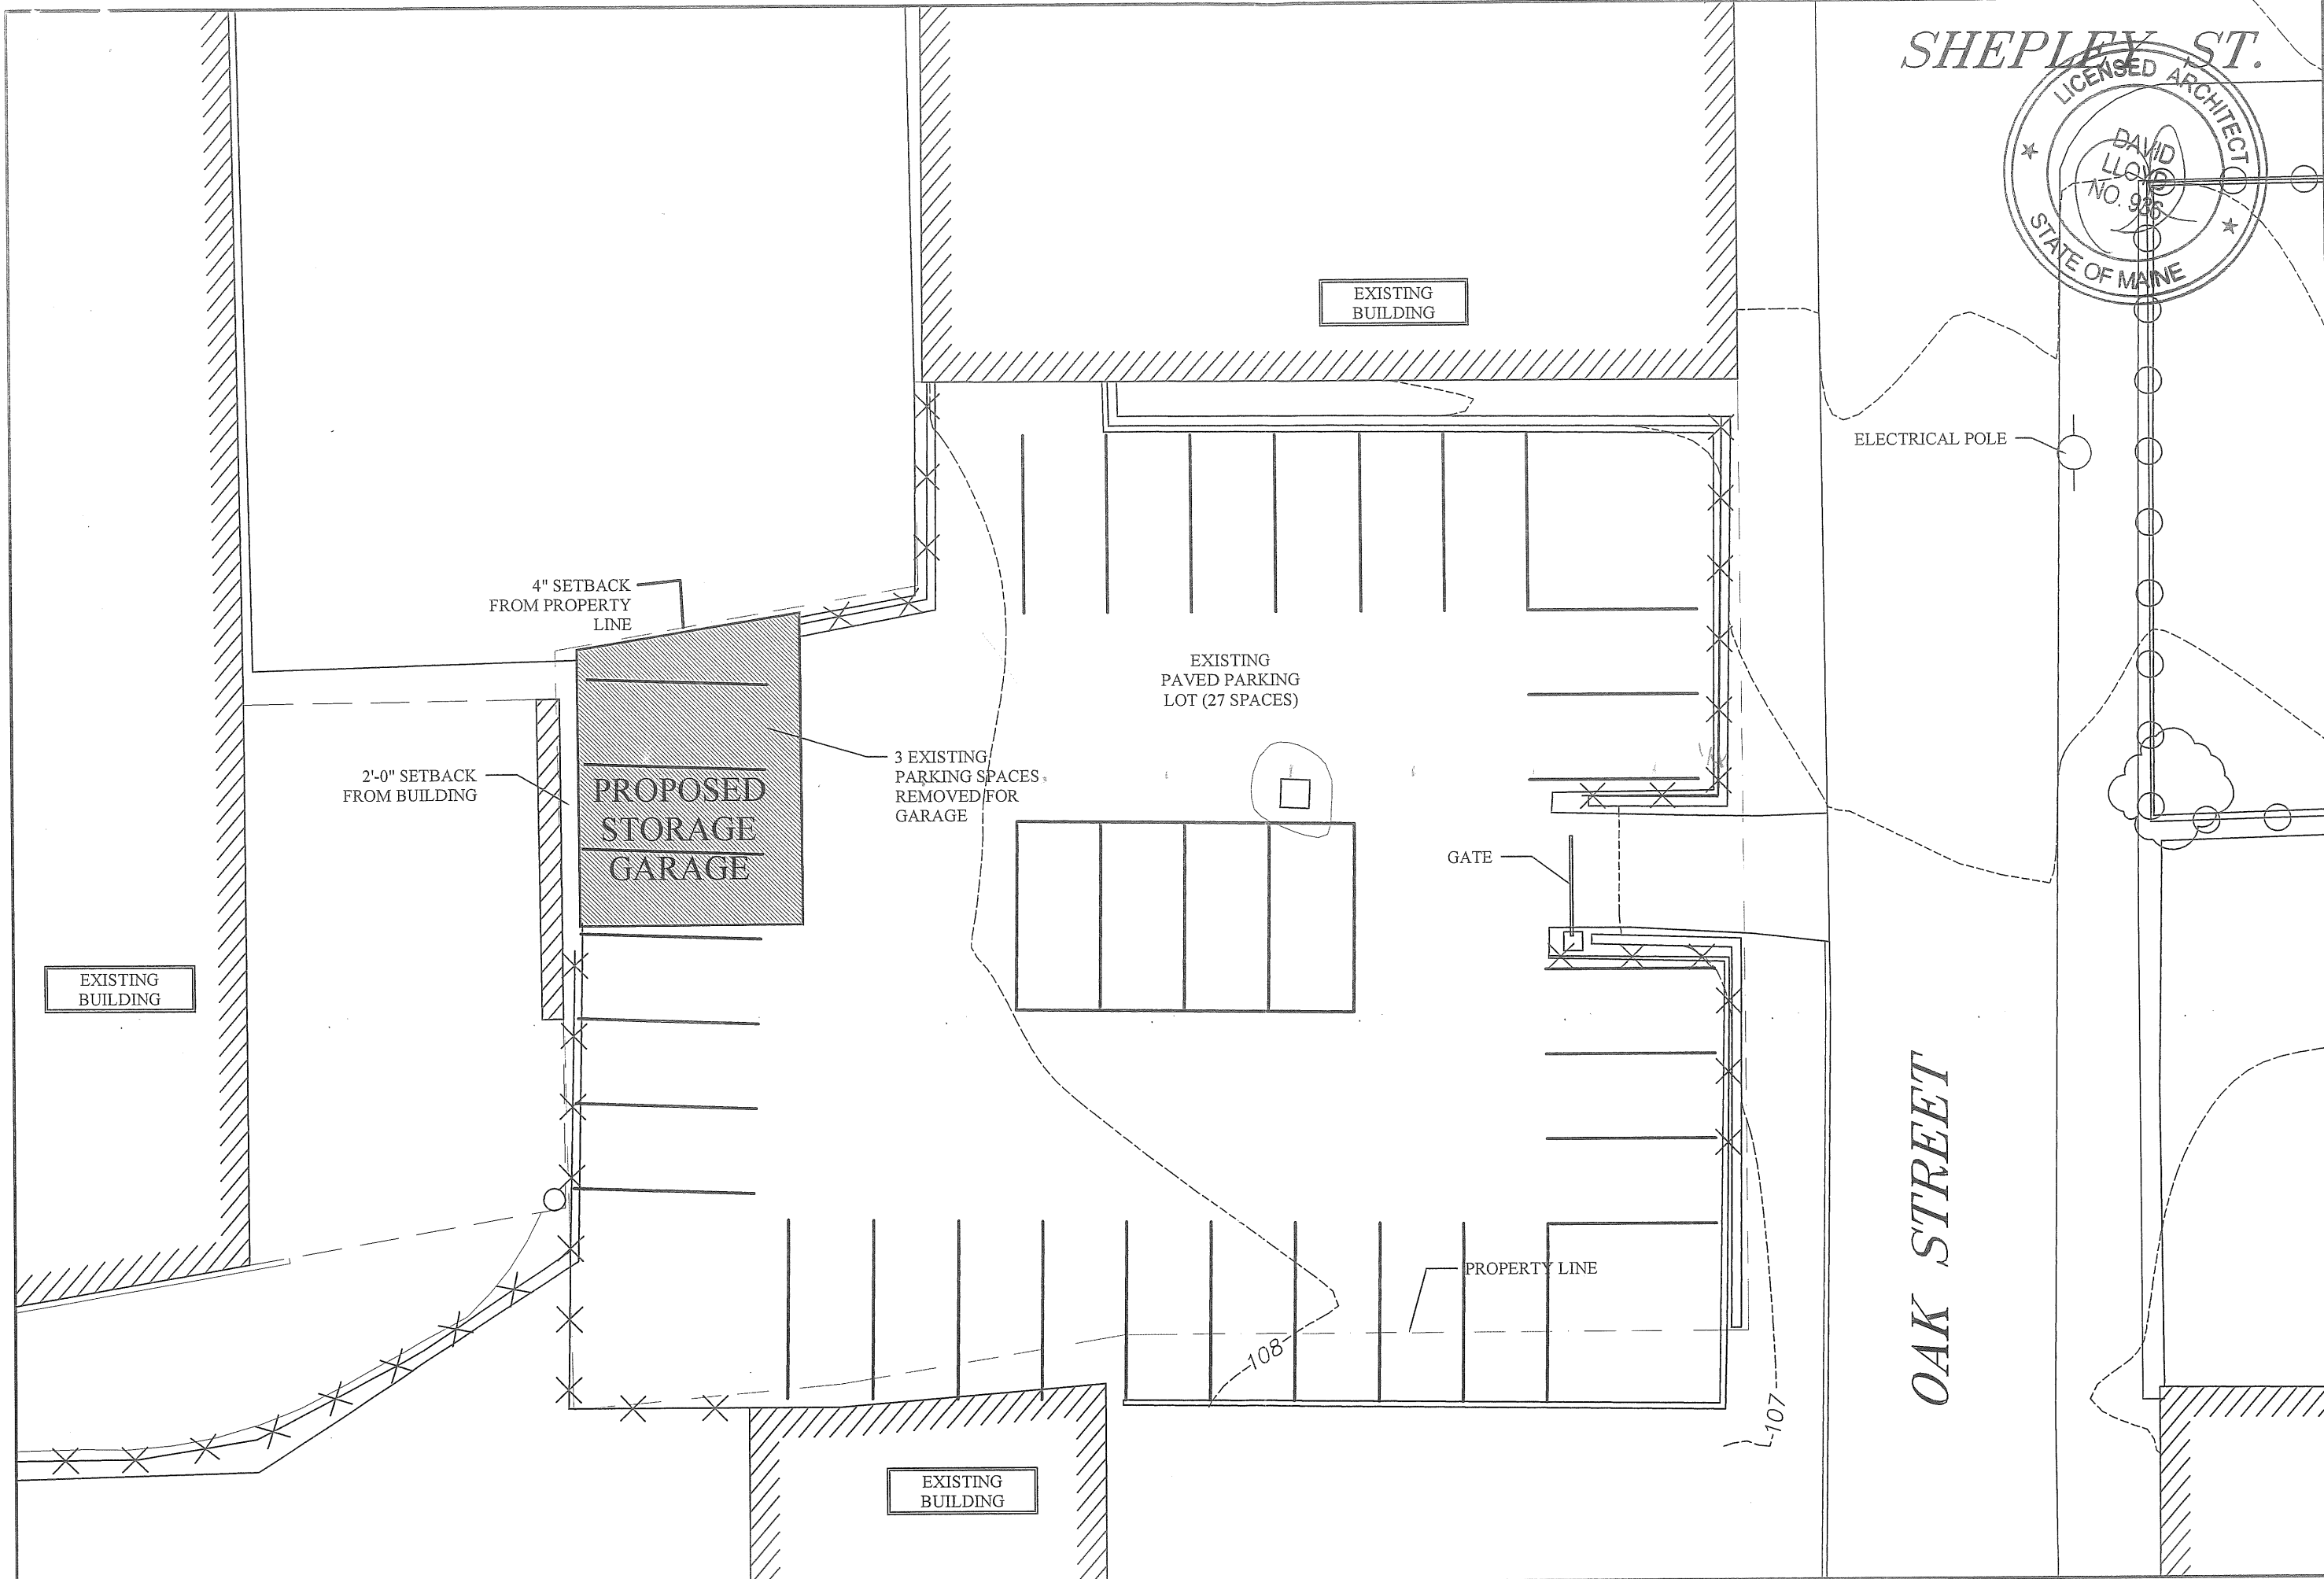 SHEPLEY ST.
LICENSED ARCHITECT
DAVID
LLOYD
NO. 936
STATE OF MAINE
EXISTING
BUILDING
ELECTRICAL POLE
4" SETBACK
FROM PROPERTY
LINE
EXISTING
PAVED PARKING
LOT (27 SPACES)
3 EXISTING
PARKING SPACES
REMOVED FOR
GARAGE
2'-0" SETBACK
FROM BUILDING
PROPOSED
STORAGE
GARAGE
GATE
EXISTING
BUILDING
OAK STREET
PROPERTY LINE
108
107
EXISTING
BUILDING